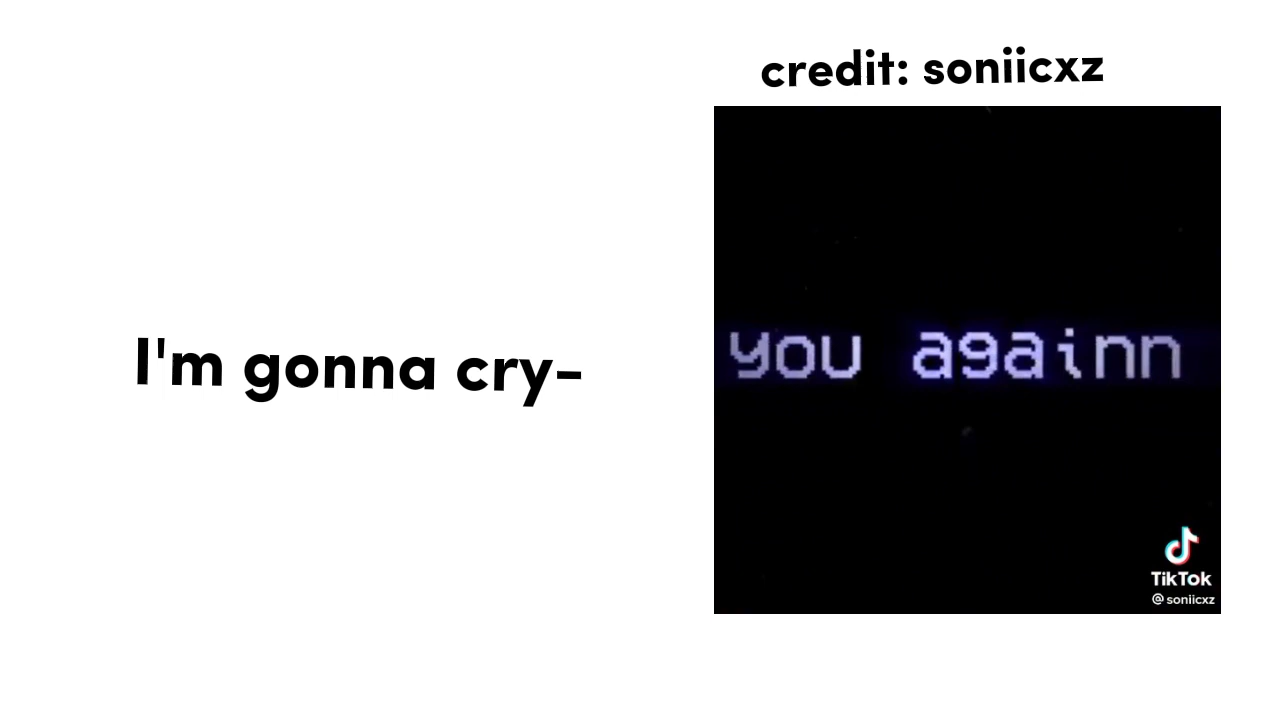 credit: soniicxz
I'm gonna cry-
you againn
TikTok
@soniicxz